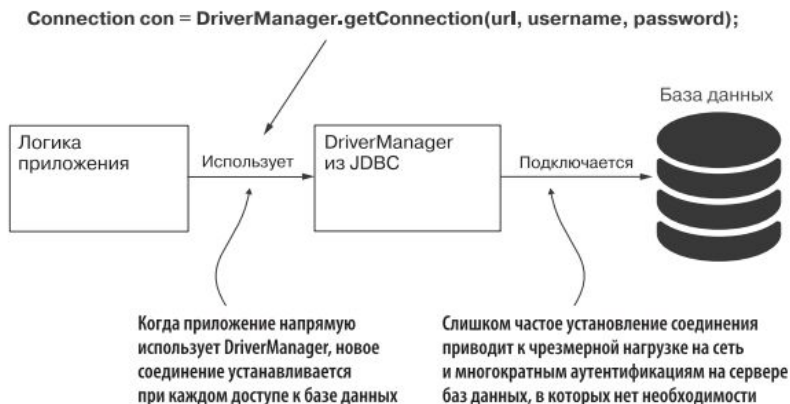 Connection con = DriverManager.getConnection(url, username, password);
База данных
Логика
приложения
Использует
DriverManager
из JDBC
Подключается
Когда приложение напрямую
использует DriverManager, новое
соединение устанавливается
при каждом доступе к базе данных
Слишком частое установление соединения
приводит к чрезмерной нагрузке на сеть
и многократным аутентификациям на сервере
баз данных, в которых нет необходимости